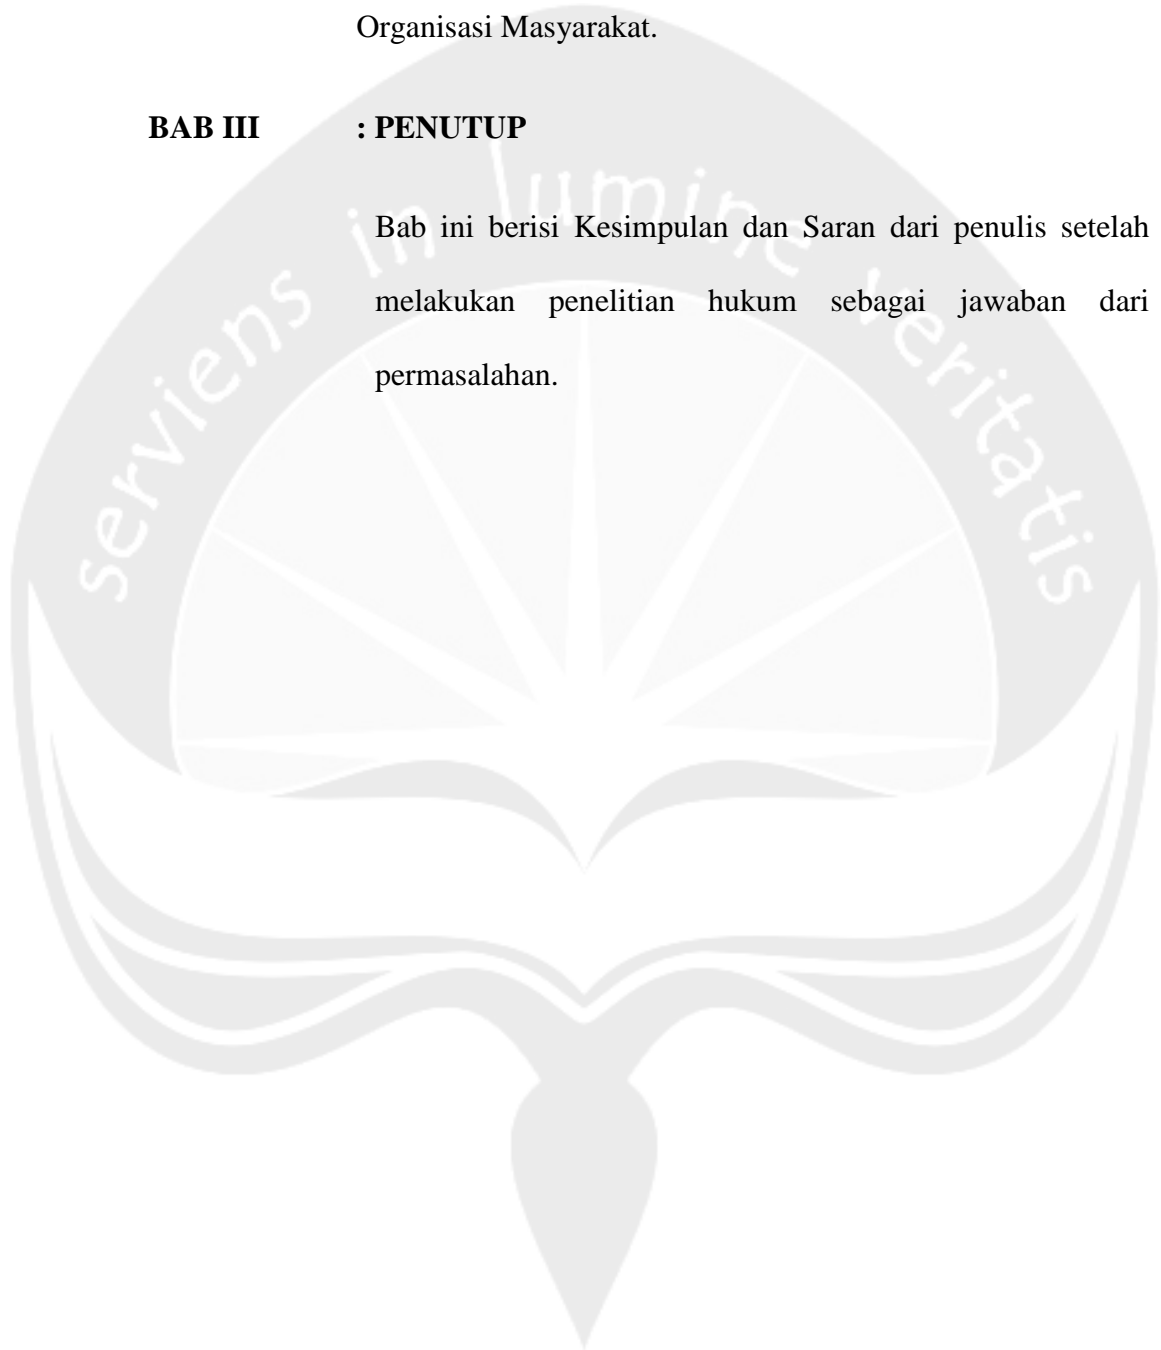 Organisasi Masyarakat.
BAB III : PENUTUP
serviens in lumine veritatis
Bab ini berisi Kesimpulan dan Saran dari penulis setelah
melakukan penelitian hukum sebagai jawaban dari
permasalahan.